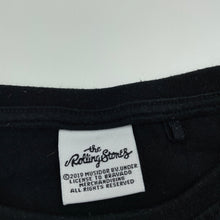 the
Rolling Stones
©2019 MUSIDOR BV. UNDER
LICENSE TO BRAVADO
MERCHANDISING
ALL RIGHTS RESERVED